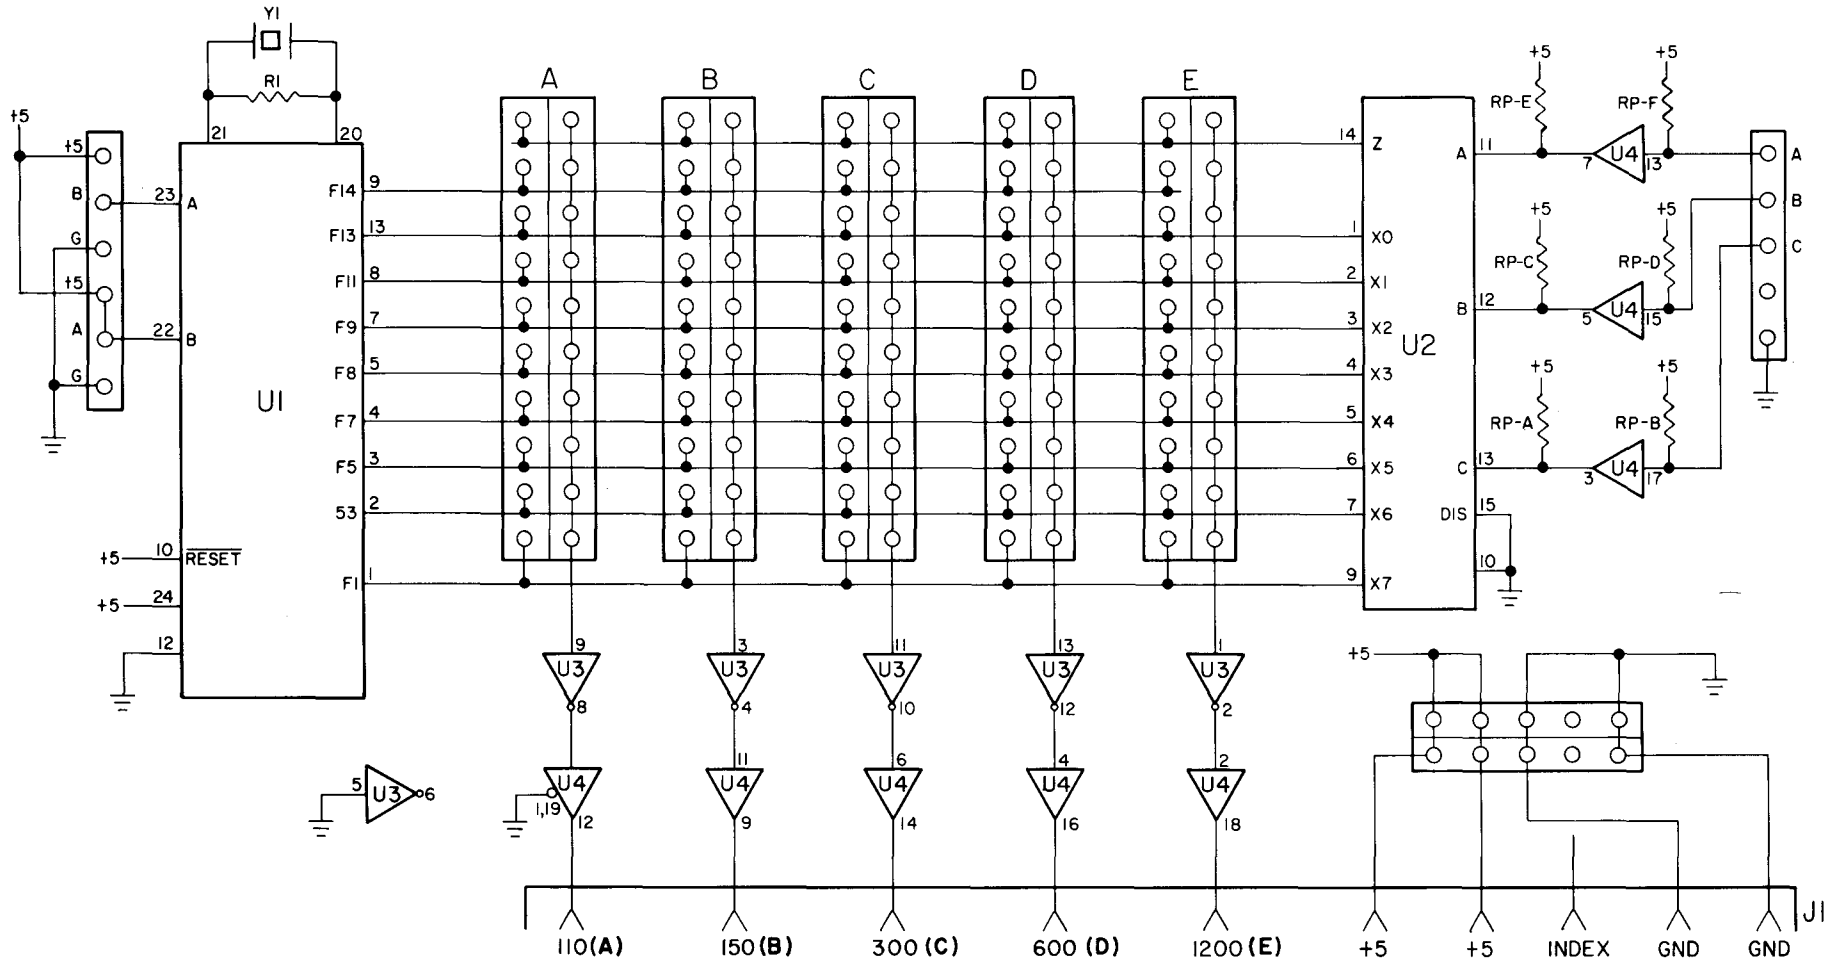 Y1
R1
A B C D E
+5 +5
RP-E RP-F
+5
21 20
14 Z A 11 7 U4 13 A
+5
B 23 A
F14 9
B
G
F13 13
1 X0
+5 +5
C
+5
F11 8
2 X1
RP-C RP-D
B 12 5 U4 15
A 22 B
F9 7
3 X2
U2
G
F8 5
4 X3
+5 +5
U1
F7 4
5 X4
RP-A RP-B
F5 3
6 X5
C 13 3 U4 17
S3 2
7 X6
DIS 15
+5 10 RESET
10
F1 1
9 X7
+5 24
12
9 3 11 13 1
U3 U3 U3 U3 U3
8 4 10 12 2
+5
5 U3 6
11 6 4 2
U4 U4 U4 U4 U4
1,19
12 9 14 16 18
J1
110(A) 150(B) 300(C) 600(D) 1200(E) +5 +5 INDEX GND GND